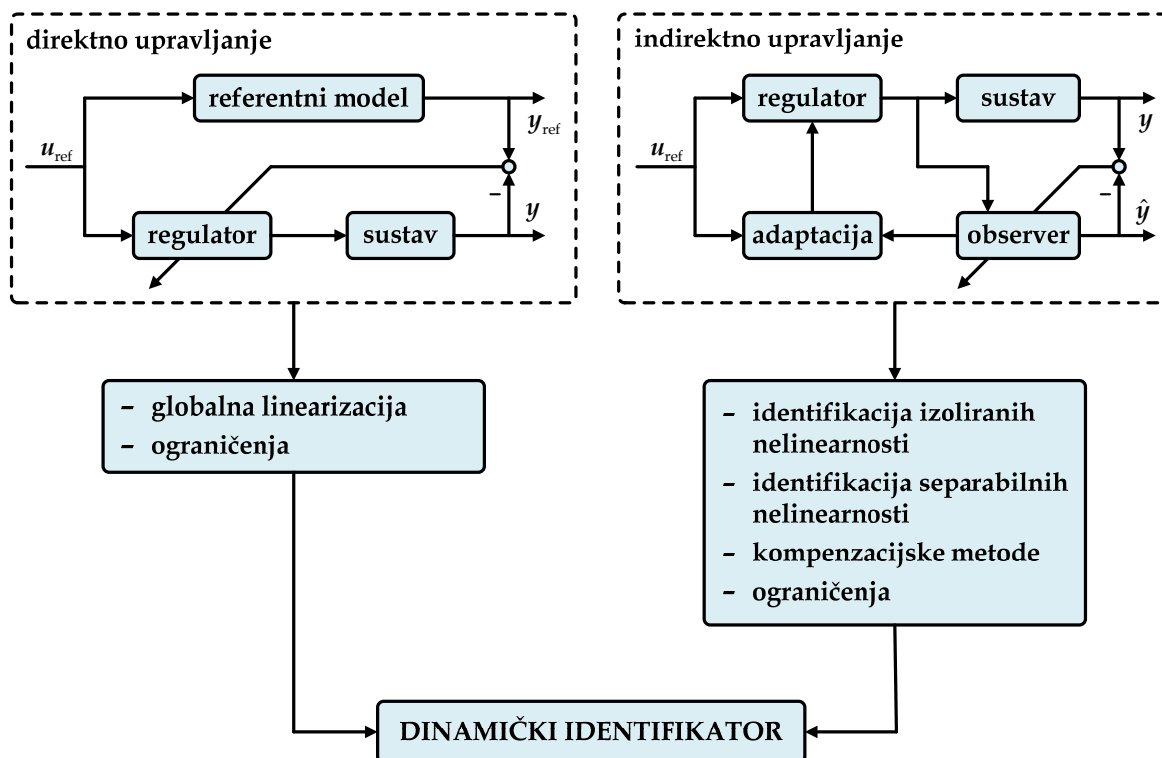 direktno upravljanje
referentni model
y_ref
u_ref
–
y
regulator
sustav
indirektno upravljanje
regulator
sustav
y
u_ref
–
ŷ
adaptacija
observer
– globalna linearizacija
– ograničenja
– identifikacija izoliranih
nelinearnosti
– identifikacija separabilnih
nelinearnosti
– kompenzacijske metode
– ograničenja
DINAMIČKI IDENTIFIKATOR